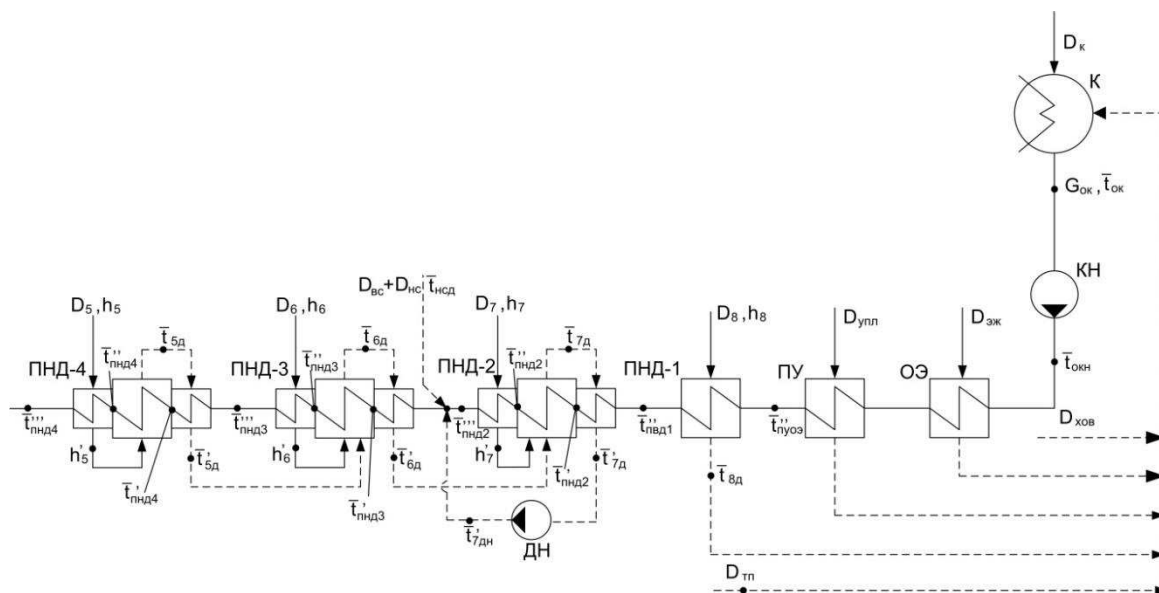 Dк
К
Gок , t̅ок
КН
t̅окн
Dхов
Dвс+Dнс t̅нсд
D5, h5
t̅5д
t̅''пнд4
ПНД-4
D6, h6
t̅6д
t̅''пнд3
ПНД-3
D7, h7
t̅7д
t̅''пнд2
ПНД-2
D8, h8
ПНД-1
Dупл
ПУ
Dэж
ОЭ
t̅'''пнд4
h'5
t̅'5д
t̅'пнд4
t̅'''пнд3
h'6
t̅'6д
t̅'пнд3
t̅'''пнд2
h'7
t̅'7д
t̅'пнд2
t̅''пвд1
t̅''пуоэ
t̅8д
t̅'7дн
ДН
Dтп